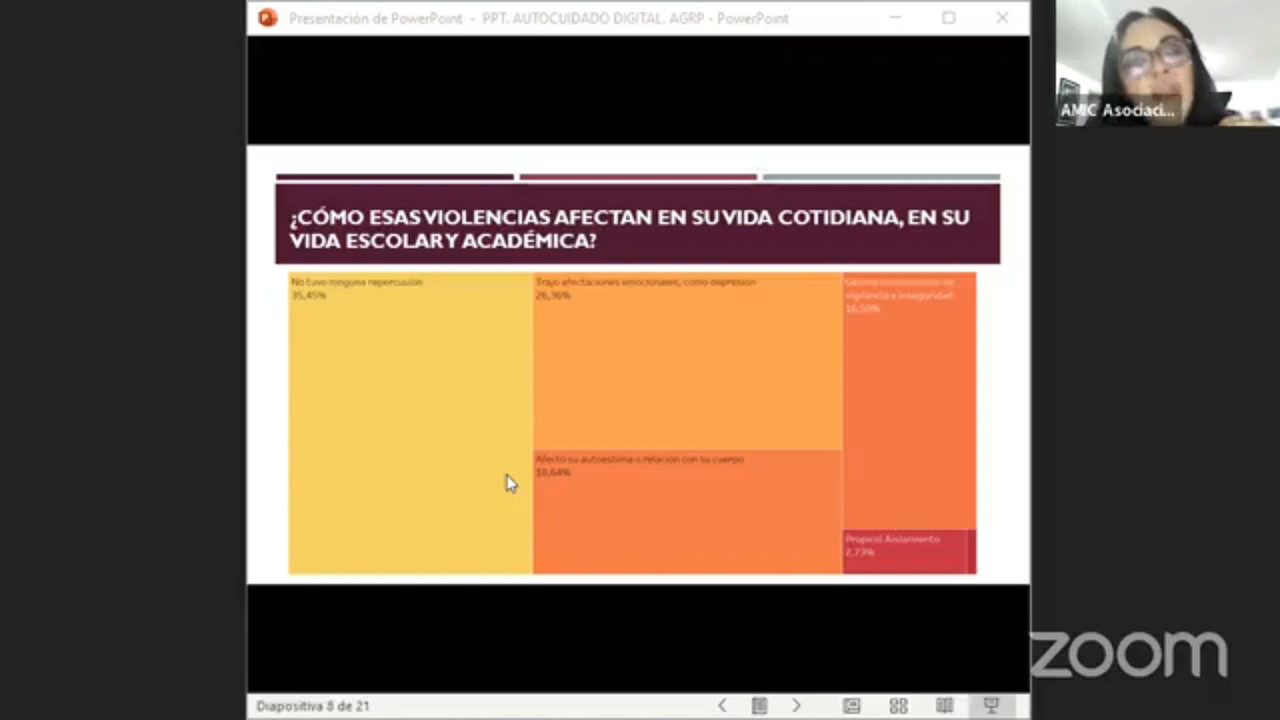 Presentación de PowerPoint - PPT. AUTOCUIDADO DIGITAL. AGRP - PowerPoint
AMIC Asociaci...
¿CÓMO ESAS VIOLENCIAS AFECTAN EN SU VIDA COTIDIANA, EN SU
VIDA ESCOLAR Y ACADÉMICA?
No tuvo ninguna repercusión
35,45%
Trajo afectaciones emocionales, como depresión
26,36%
vigilancia e inseguridad
Afectó su autoestima o relación con su cuerpo
18,64%
Propició Aislamiento
2,73%
zoom
Diapositiva 8 de 21